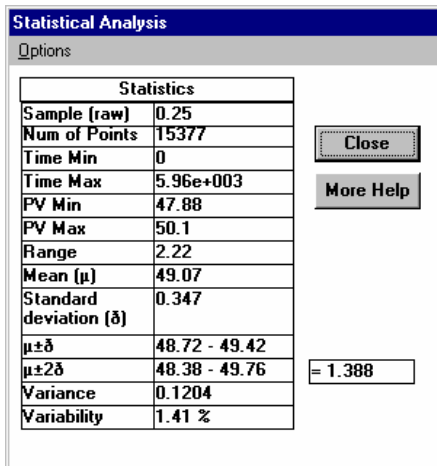 Statistical Analysis
Options
Statistics
Sample (raw) 0.25
Num of Points 15377
Time Min 0
Time Max 5.96e+003
PV Min 47.88
PV Max 50.1
Range 2.22
Mean (μ) 49.07
Standard 0.347
deviation (ð)
μ±ð 48.72 - 49.42
μ±2ð 48.38 - 49.76
Variance 0.1204
Variability 1.41 %
Close
More Help
= 1.388